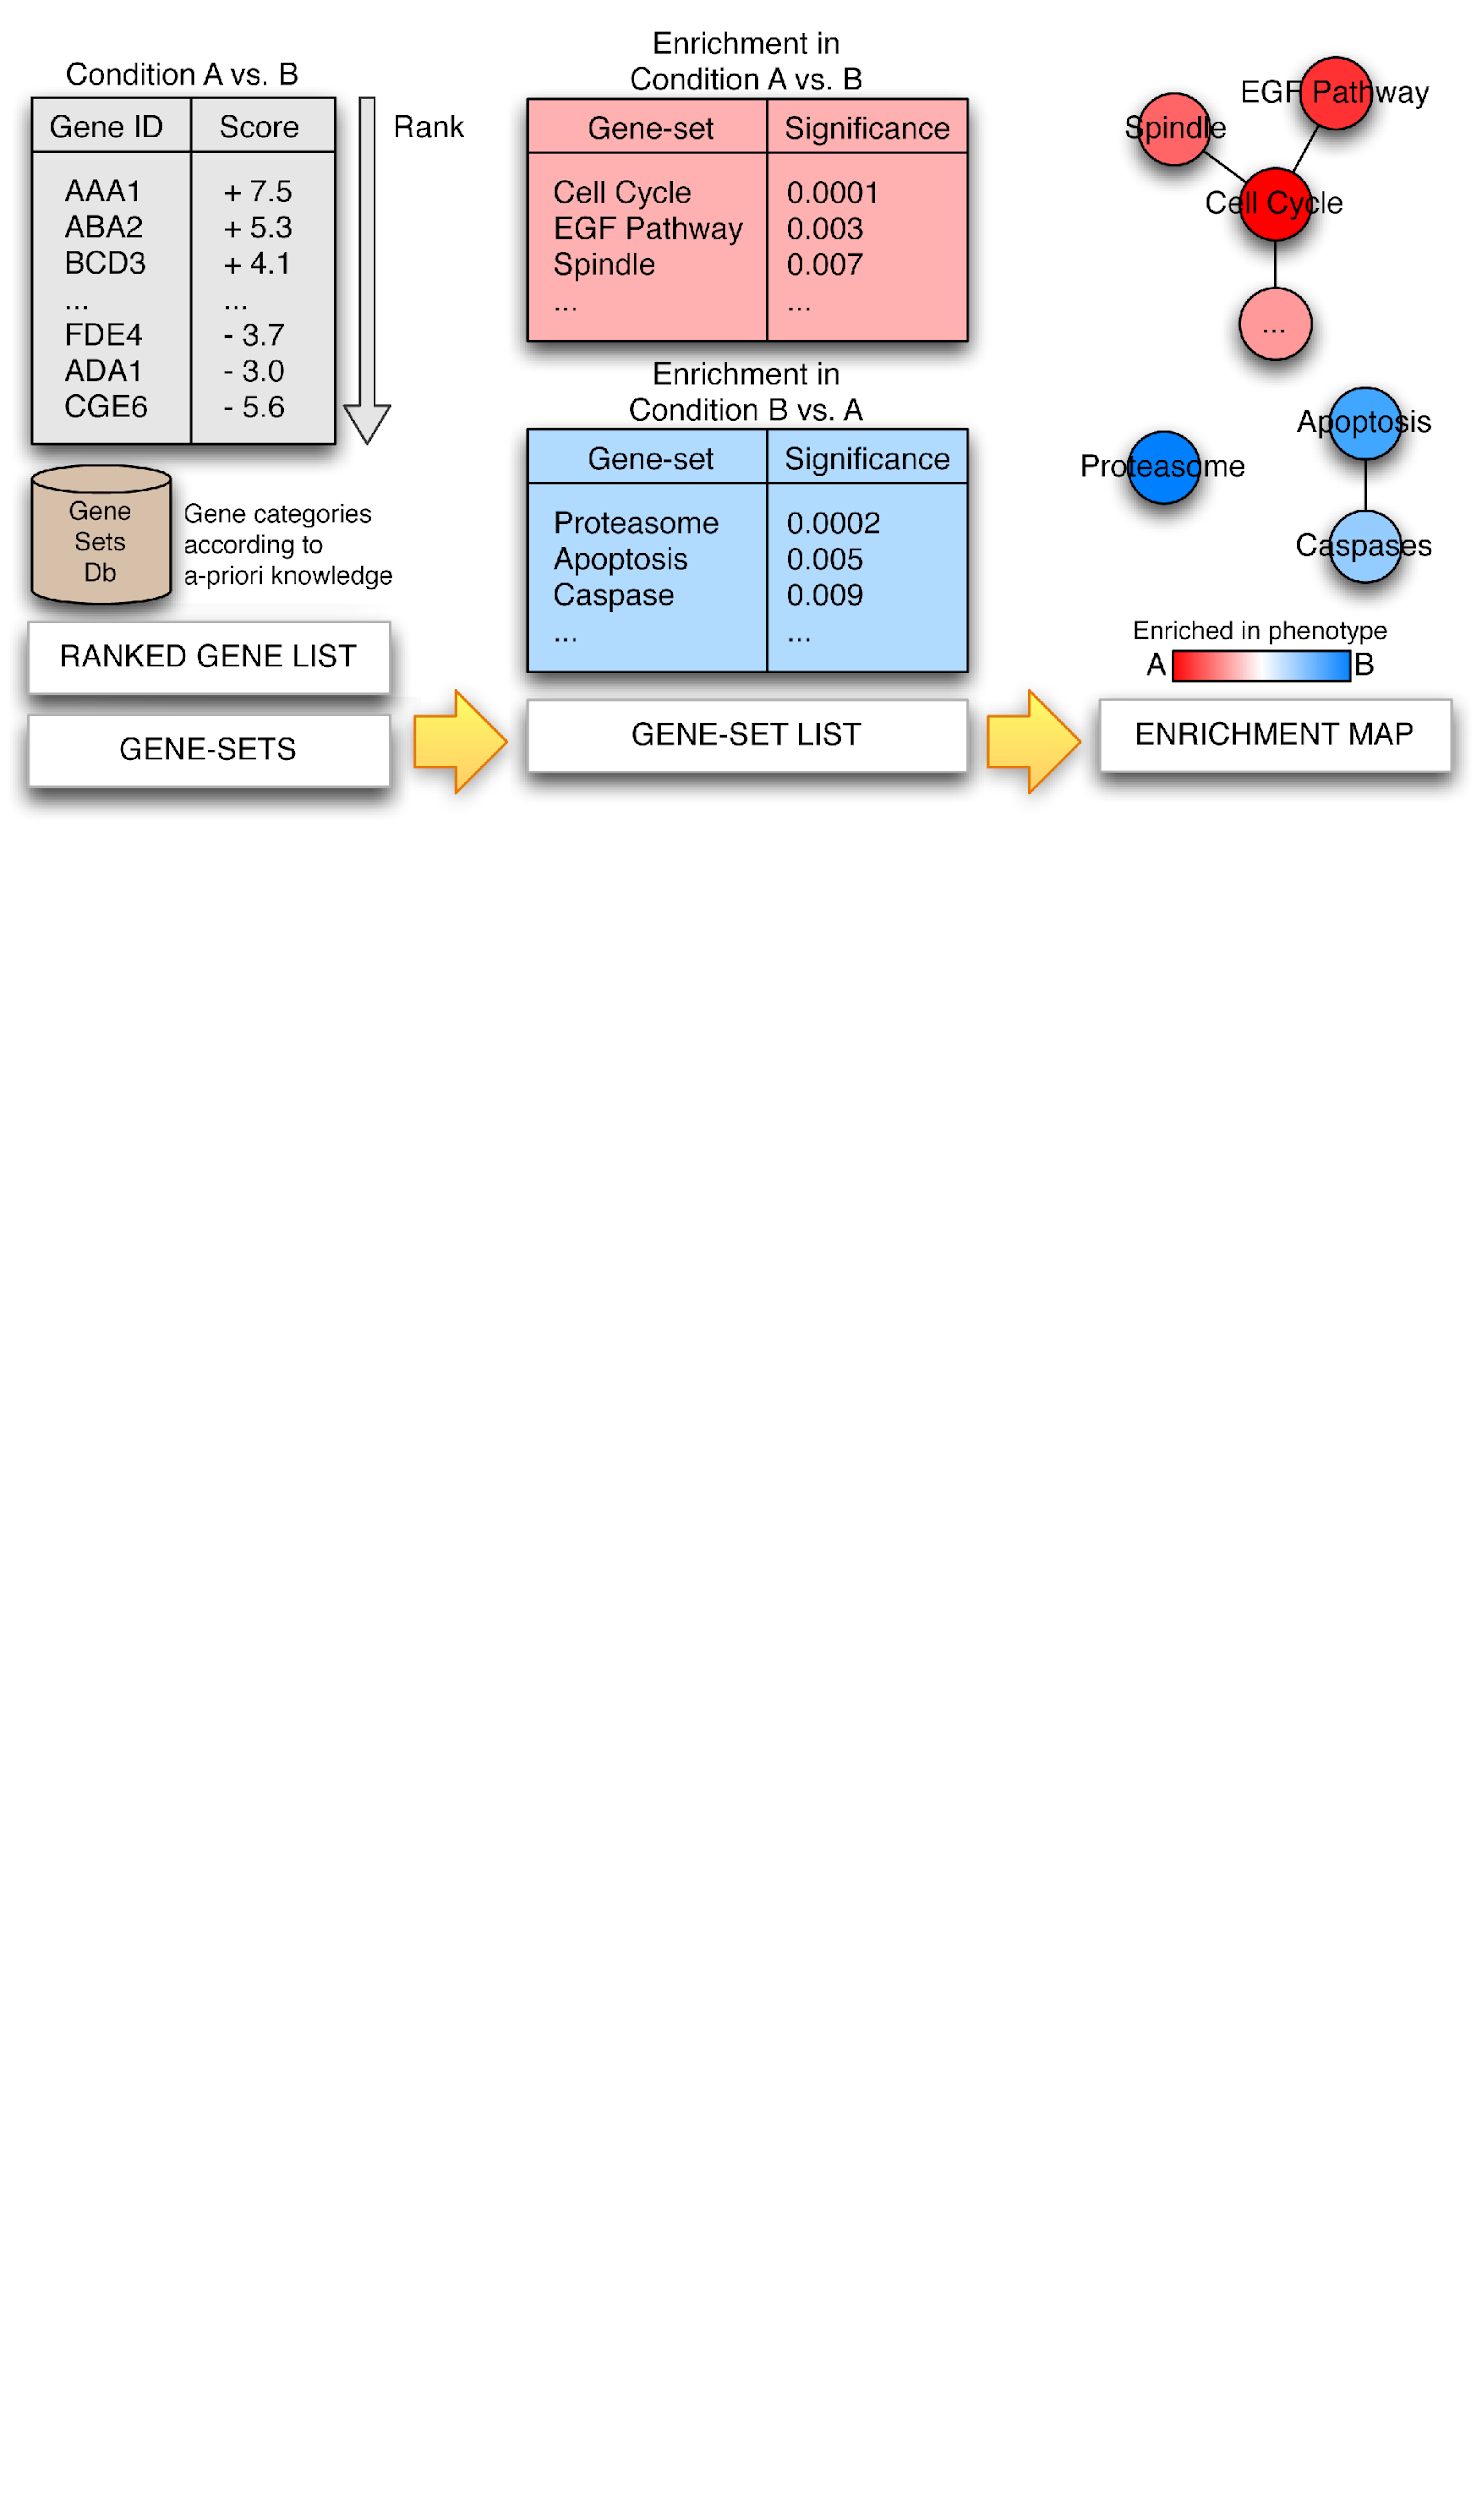 Condition A vs. B
Gene ID Score
Rank
AAA1 + 7.5
ABA2 + 5.3
BCD3 + 4.1
... ...
FDE4 - 3.7
ADA1 - 3.0
CGE6 - 5.6
Gene
Sets
Db
Gene categories
according to
a-priori knowledge
RANKED GENE LIST
GENE-SETS
Enrichment in
Condition A vs. B
Gene-set Significance
Cell Cycle 0.0001
EGF Pathway 0.003
Spindle 0.007
... ...
Enrichment in
Condition B vs. A
Gene-set Significance
Proteasome 0.0002
Apoptosis 0.005
Caspase 0.009
... ...
GENE-SET LIST
EGF Pathway
Spindle
Cell Cycle
...
Apoptosis
Proteasome
Caspases
Enriched in phenotype
A B
ENRICHMENT MAP